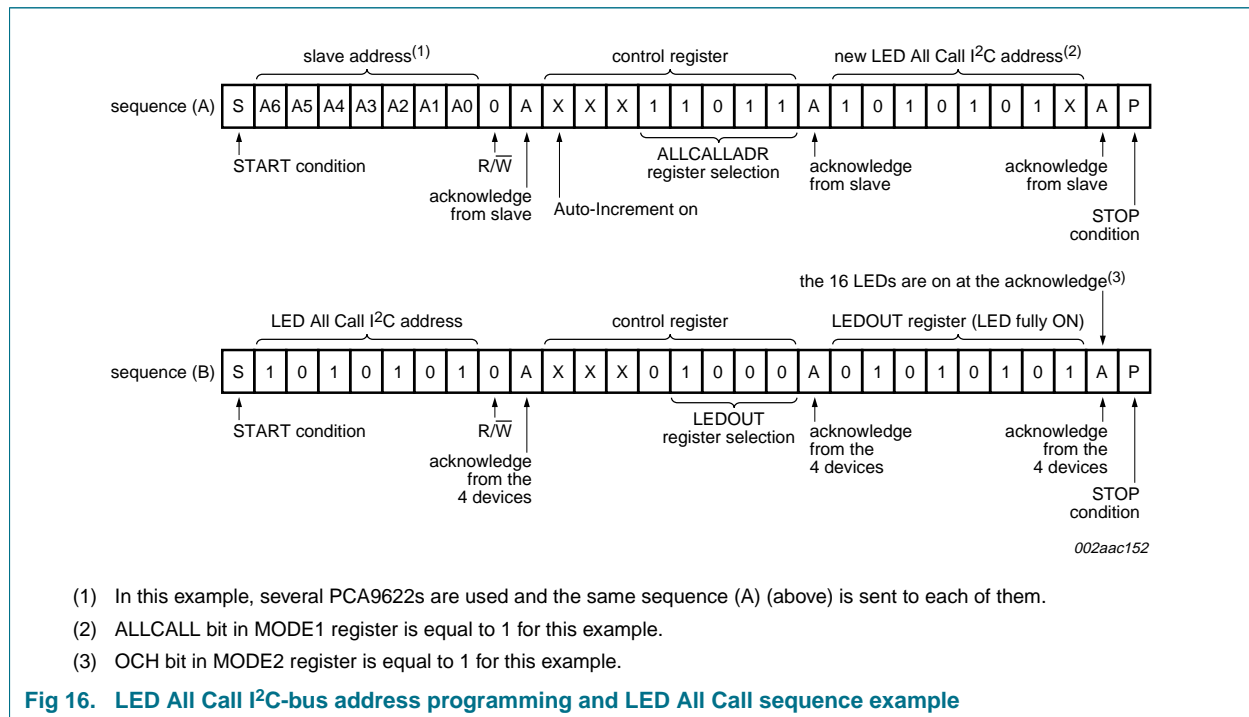 slave address(1) control register new LED All Call I2C address(2)
sequence (A) S A6 A5 A4 A3 A2 A1 A0 0 A X X X 1 1 0 1 1 A 1 0 1 0 1 0 1 X A P
START condition R/W ALLCALLADR
register selection
acknowledge
from slave
Auto-Increment on
acknowledge
from slave
acknowledge
from slave
STOP
condition
the 16 LEDs are on at the acknowledge(3)
LED All Call I2C address control register LEDOUT register (LED fully ON)
sequence (B) S 1 0 1 0 1 0 1 0 A X X X 0 1 0 0 0 A 0 1 0 1 0 1 0 1 A P
START condition R/W LEDOUT
register selection
acknowledge
from the
4 devices
acknowledge
from the
4 devices
acknowledge
from the
4 devices
STOP
condition
002aac152
(1) In this example, several PCA9622s are used and the same sequence (A) (above) is sent to each of them.
(2) ALLCALL bit in MODE1 register is equal to 1 for this example.
(3) OCH bit in MODE2 register is equal to 1 for this example.
Fig 16. LED All Call I2C-bus address programming and LED All Call sequence example